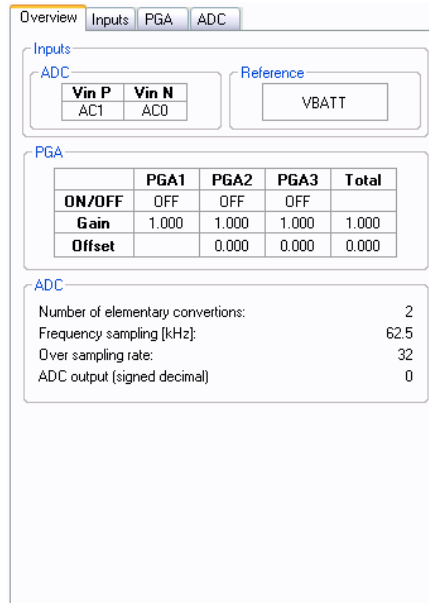 Overview Inputs PGA ADC
Inputs
ADC
Vin P Vin N
AC1 AC0
Reference
VBATT
PGA
PGA1 PGA2 PGA3 Total
ON/OFF OFF OFF OFF
Gain 1.000 1.000 1.000 1.000
Offset 0.000 0.000 0.000
ADC
Number of elementary convertions: 2
Frequency sampling [kHz]: 62.5
Over sampling rate: 32
ADC output (signed decimal) 0